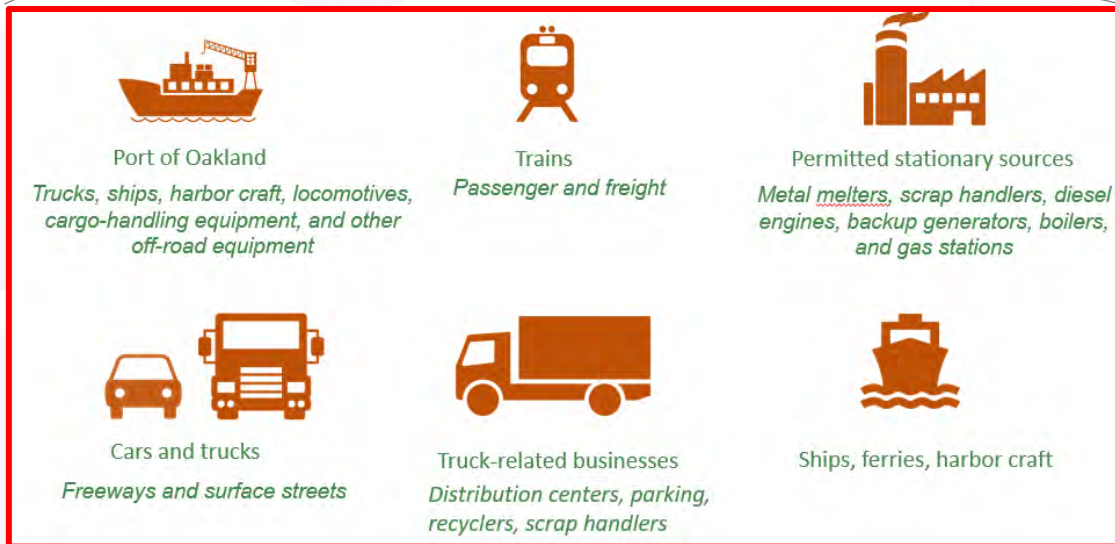 Port of Oakland
Trucks, ships, harbor craft, locomotives,
cargo-handling equipment, and other
off-road equipment
Trains
Passenger and freight
Permitted stationary sources
Metal melters, scrap handlers, diesel
engines, backup generators, boilers,
and gas stations
Cars and trucks
Freeways and surface streets
Truck-related businesses
Distribution centers, parking,
recyclers, scrap handlers
Ships, ferries, harbor craft